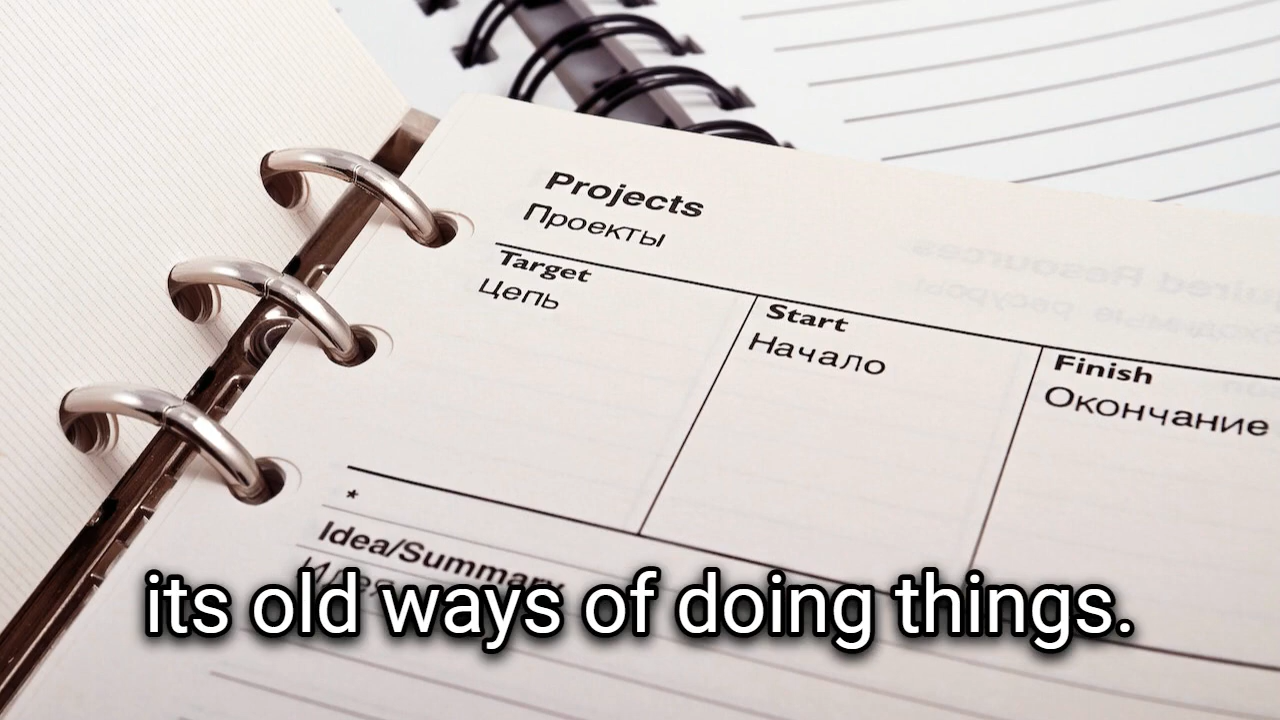 Projects
Проекты
Target
Цель
Start
Начало
Finish
Окончание
*
Idea/Summary
its old ways of doing things.